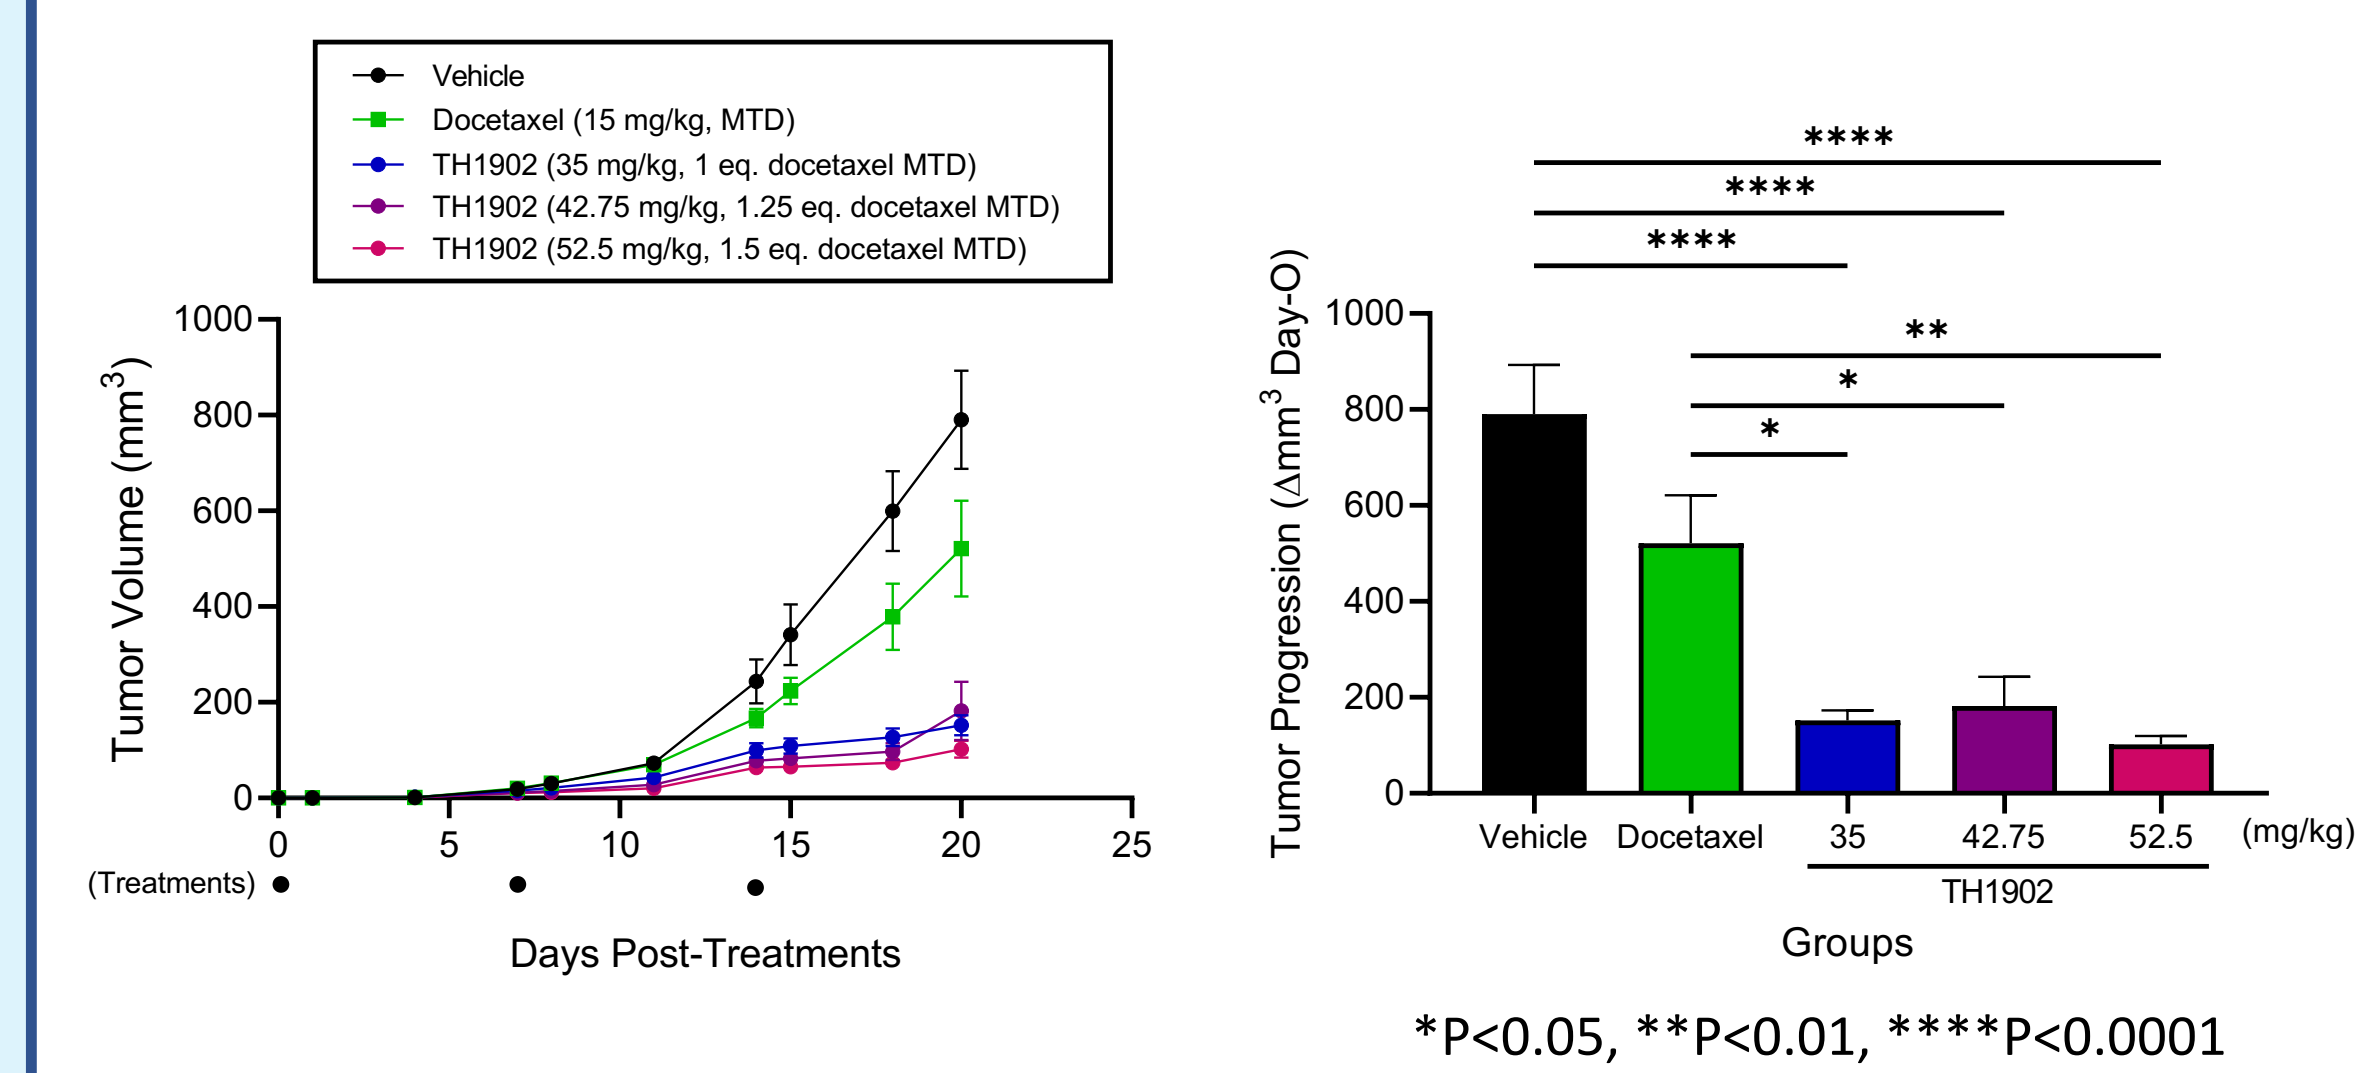 Vehicle
Docetaxel (15 mg/kg, MTD)
TH1902 (35 mg/kg, 1 eq. docetaxel MTD)
TH1902 (42.75 mg/kg, 1.25 eq. docetaxel MTD)
TH1902 (52.5 mg/kg, 1.5 eq. docetaxel MTD)
Tumor Volume (mm³)
1000
800
600
400
200
0
0 5 10 15 20 25
(Treatments)
Days Post-Treatments
****
****
****
**
*
*
Tumor Progression (Δmm³ Day-O)
1000
800
600
400
200
0
Vehicle Docetaxel 35 42.75 52.5 (mg/kg)
TH1902
Groups
*P<0.05, **P<0.01, ****P<0.0001